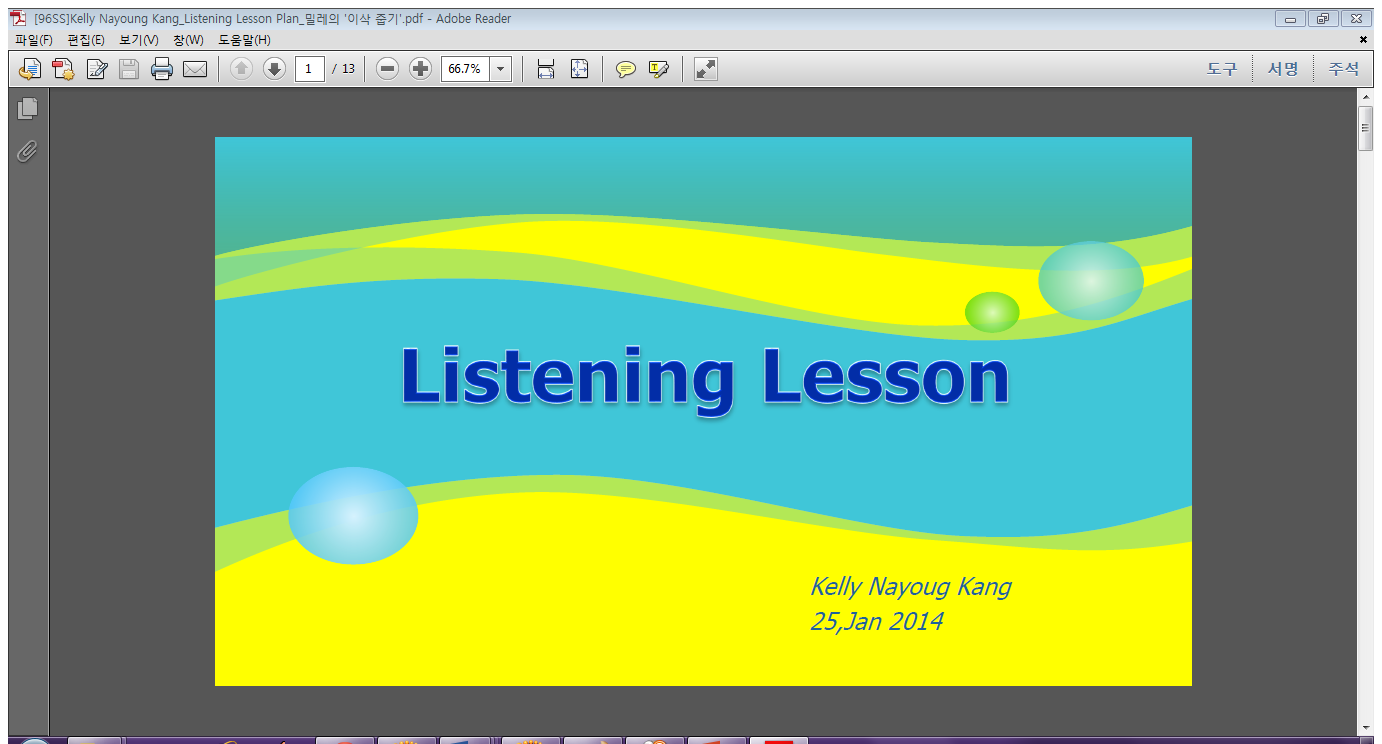 [96SS]Kelly Nayoung Kang_Listening Lesson Plan_밀레의 '이삭 줍기'.pdf - Adobe Reader
파일(F) 편집(E) 보기(V) 창(W) 도움말(H)
1 / 13 66.7% 도구 서명 주석
Listening Lesson
Kelly Nayoug Kang
25,Jan 2014